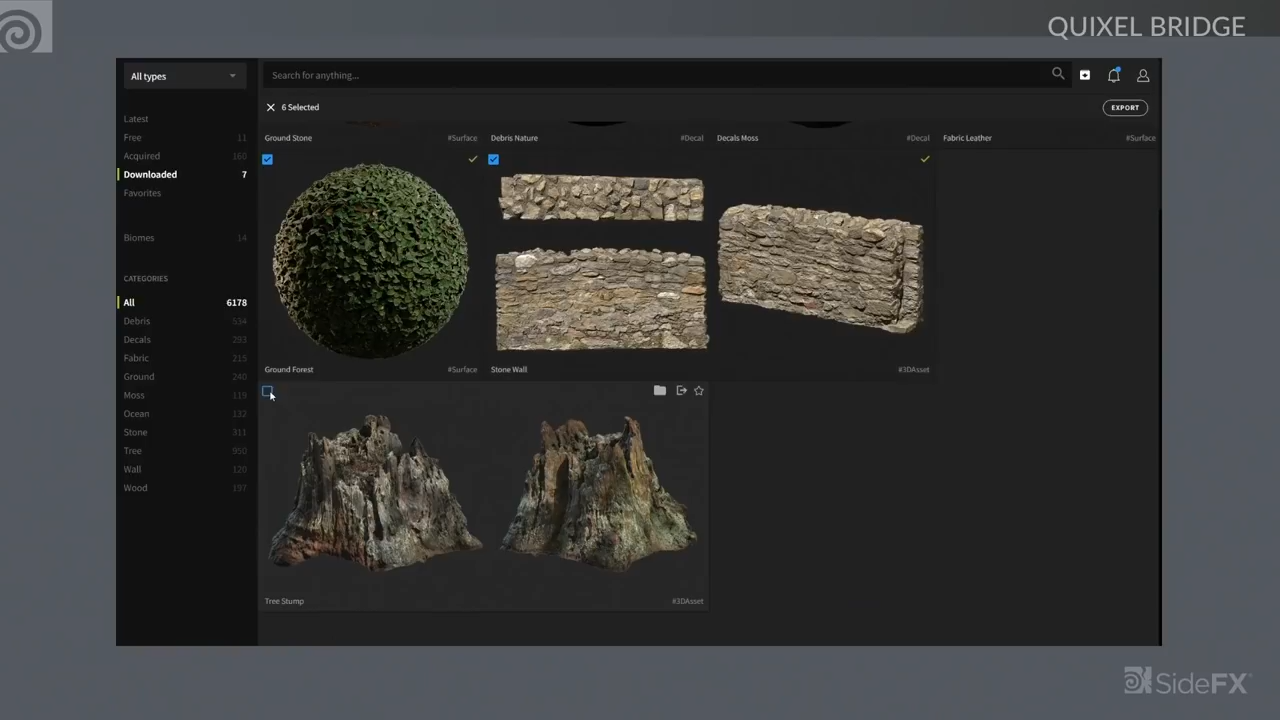 QUIXEL BRIDGE
All types
Search for anything...
6 Selected
EXPORT
Latest
Free 11
Acquired 160
Downloaded 7
Favorites
Biomes 14
CATEGORIES
All 6178
Debris 534
Decals 293
Fabric 215
Ground 240
Moss 119
Ocean 132
Stone 311
Tree 950
Wall 120
Wood 197
Ground Stone #Surface
Debris Nature #Decal
Decals Moss #Decal
Fabric Leather #Surface
Ground Forest #Surface
Stone Wall #3DAsset
Tree Stump #3DAsset
SideFX